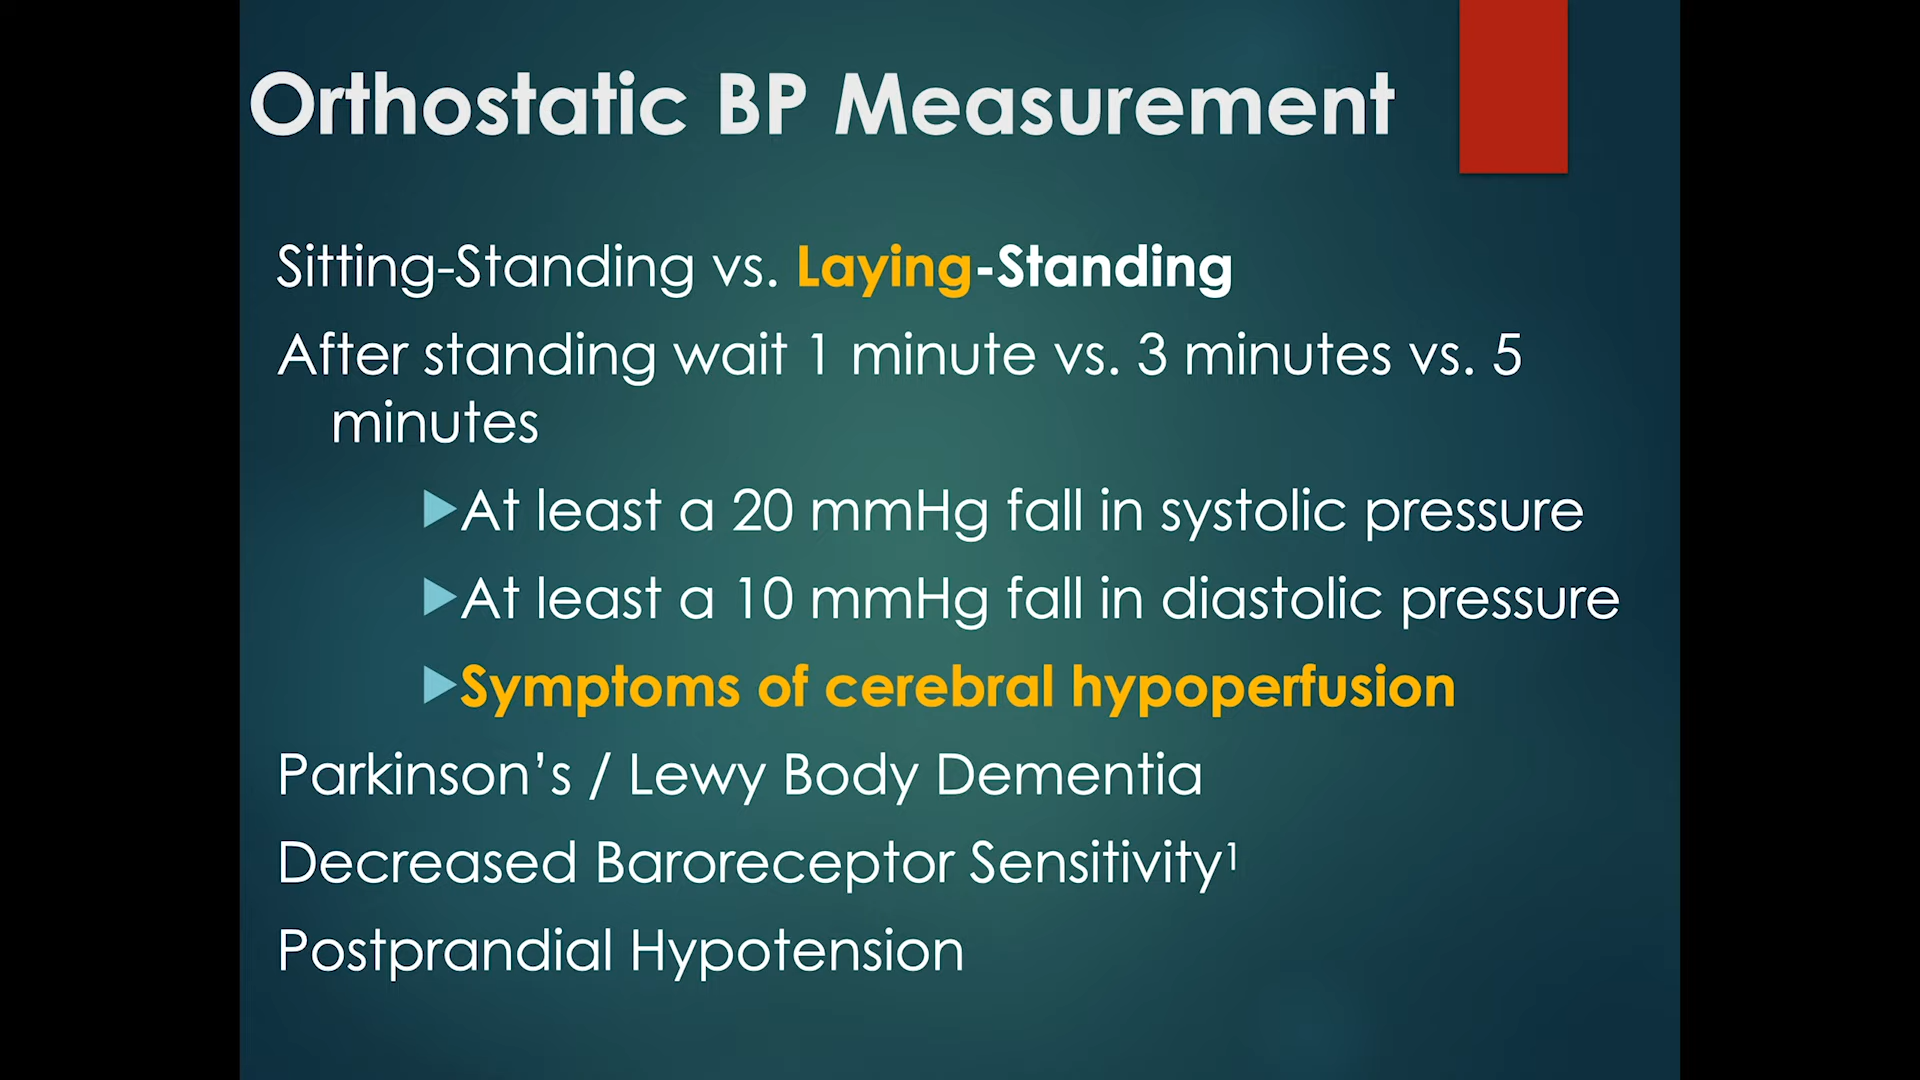 Orthostatic BP Measurement
Sitting-Standing vs. Laying-Standing
After standing wait 1 minute vs. 3 minutes vs. 5
minutes
At least a 20 mmHg fall in systolic pressure
At least a 10 mmHg fall in diastolic pressure
Symptoms of cerebral hypoperfusion
Parkinson’s / Lewy Body Dementia
Decreased Baroreceptor Sensitivity¹
Postprandial Hypotension